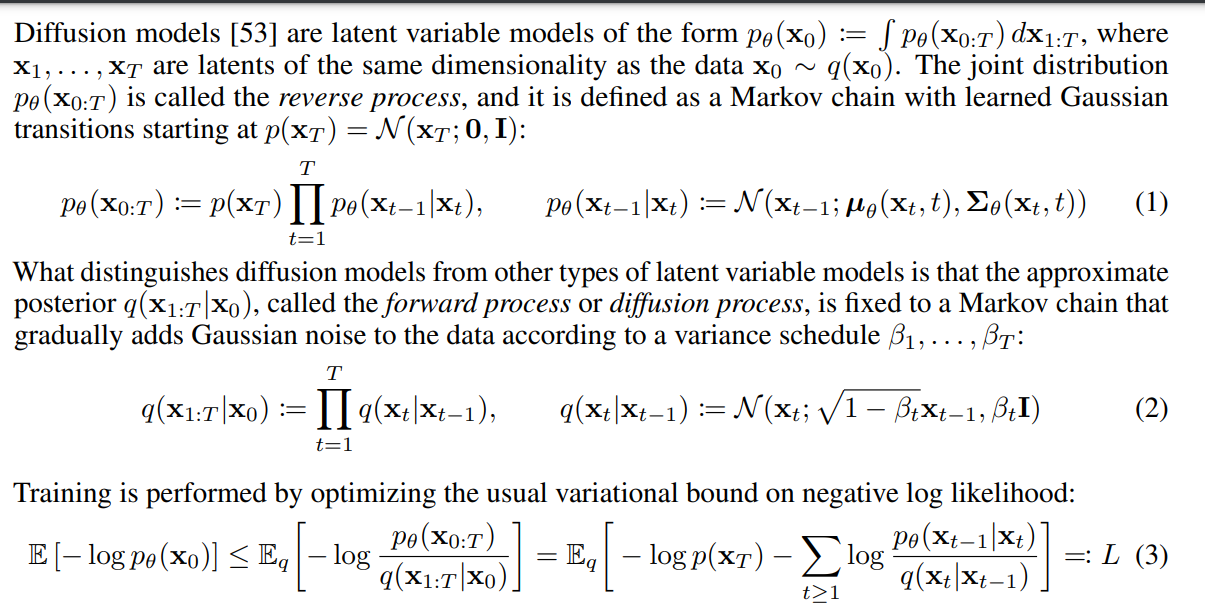 Diffusion models [53] are latent variable models of the form $p_\theta(\mathbf{x}_0) := \int p_\theta(\mathbf{x}_{0:T})\, d\mathbf{x}_{1:T}$, where
$\mathbf{x}_1, \ldots, \mathbf{x}_T$ are latents of the same dimensionality as the data $\mathbf{x}_0 \sim q(\mathbf{x}_0)$. The joint distribution
$p_\theta(\mathbf{x}_{0:T})$ is called the reverse process, and it is defined as a Markov chain with learned Gaussian
transitions starting at $p(\mathbf{x}_T) = \mathcal{N}(\mathbf{x}_T; \mathbf{0}, \mathbf{I})$:
$p_\theta(\mathbf{x}_{0:T}) := p(\mathbf{x}_T) \prod_{t=1}^{T} p_\theta(\mathbf{x}_{t-1}|\mathbf{x}_t), \qquad p_\theta(\mathbf{x}_{t-1}|\mathbf{x}_t) := \mathcal{N}(\mathbf{x}_{t-1}; \boldsymbol{\mu}_\theta(\mathbf{x}_t, t), \boldsymbol{\Sigma}_\theta(\mathbf{x}_t, t))$ (1)
What distinguishes diffusion models from other types of latent variable models is that the approximate
posterior $q(\mathbf{x}_{1:T}|\mathbf{x}_0)$, called the forward process or diffusion process, is fixed to a Markov chain that
gradually adds Gaussian noise to the data according to a variance schedule $\beta_1, \ldots, \beta_T$:
$q(\mathbf{x}_{1:T}|\mathbf{x}_0) := \prod_{t=1}^{T} q(\mathbf{x}_t|\mathbf{x}_{t-1}), \qquad q(\mathbf{x}_t|\mathbf{x}_{t-1}) := \mathcal{N}(\mathbf{x}_t; \sqrt{1-\beta_t}\mathbf{x}_{t-1}, \beta_t\mathbf{I})$ (2)
Training is performed by optimizing the usual variational bound on negative log likelihood:
$\mathbb{E}\left[-\log p_\theta(\mathbf{x}_0)\right] \leq \mathbb{E}_q\left[-\log \frac{p_\theta(\mathbf{x}_{0:T})}{q(\mathbf{x}_{1:T}|\mathbf{x}_0)}\right] = \mathbb{E}_q\left[-\log p(\mathbf{x}_T) - \sum_{t \geq 1} \log \frac{p_\theta(\mathbf{x}_{t-1}|\mathbf{x}_t)}{q(\mathbf{x}_t|\mathbf{x}_{t-1})}\right] =: L$ (3)